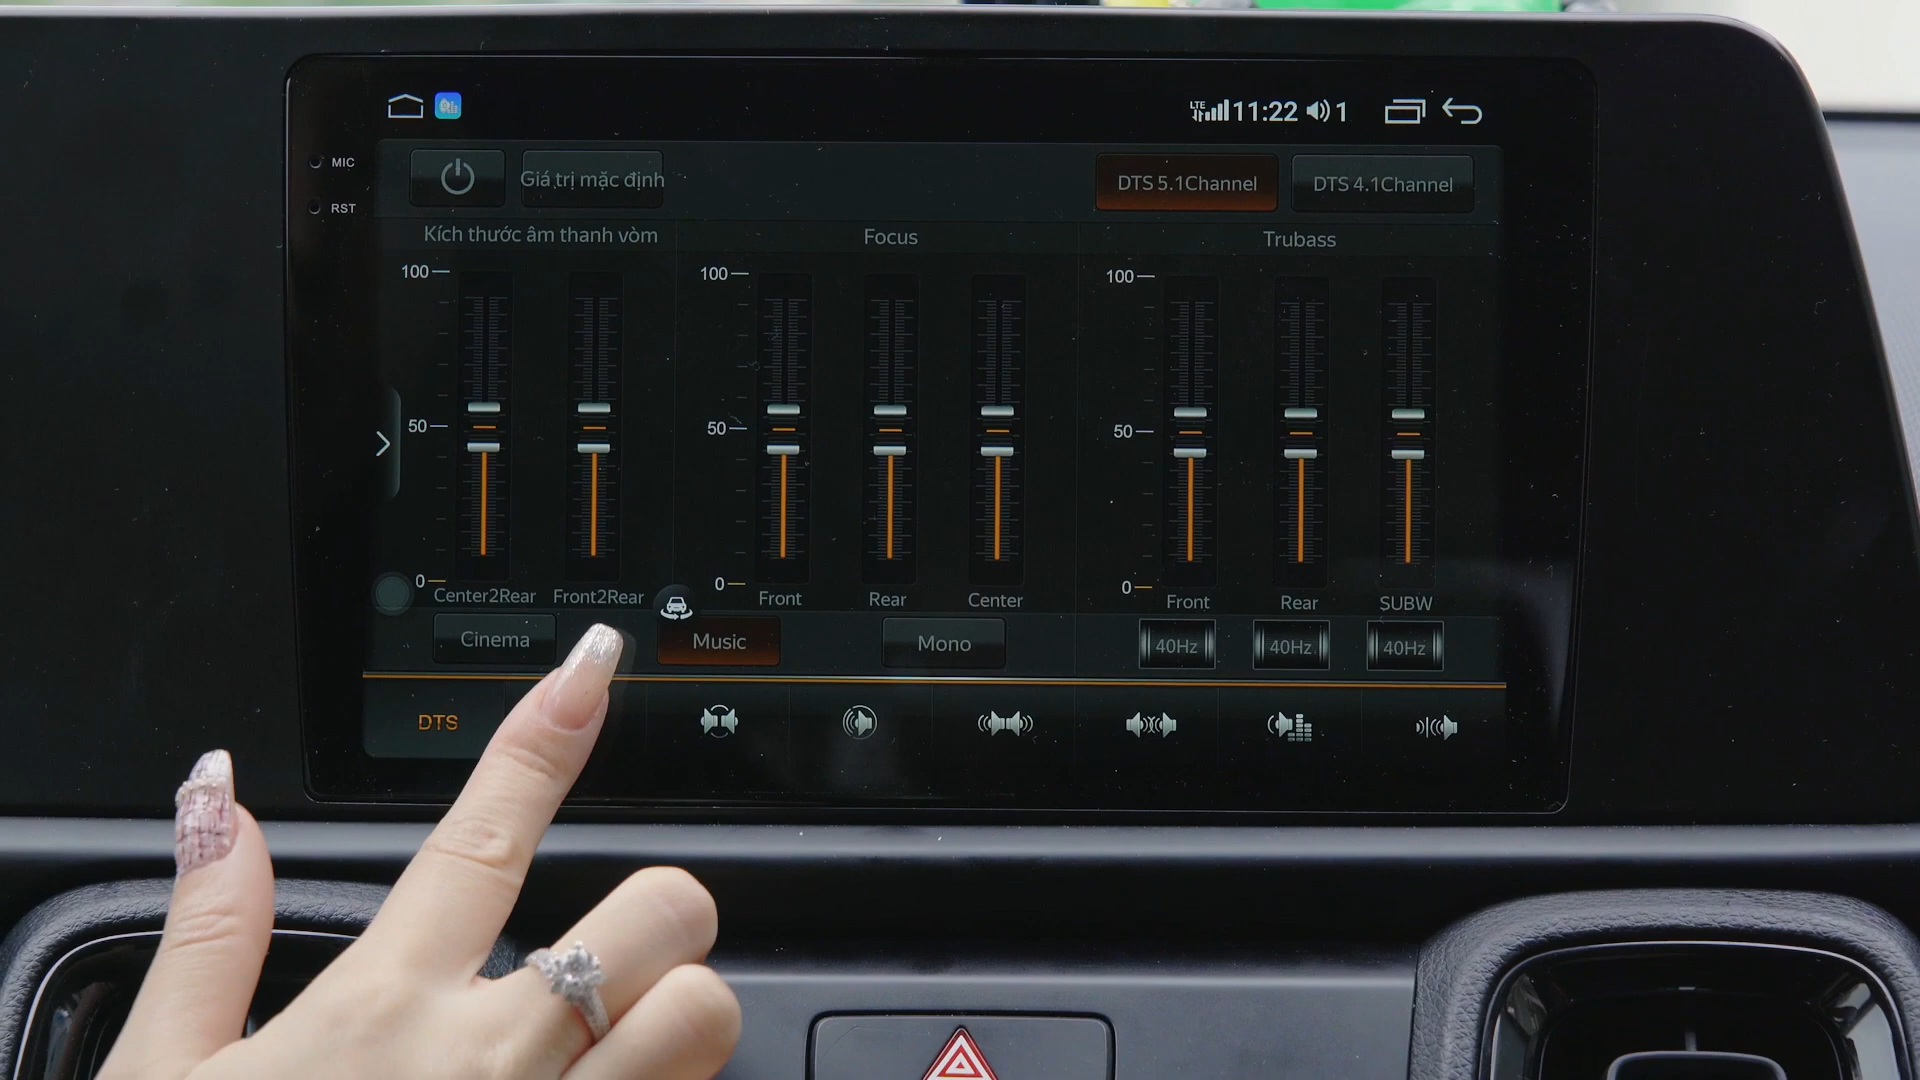 LTE 11:22 1
MIC
RST
Giá trị mặc định
DTS 5.1Channel
DTS 4.1Channel
Kích thước âm thanh vòm
Focus
Trubass
100
100
100
50
50
50
0
0
0
Center2Rear
Front2Rear
Front
Rear
Center
Front
Rear
SUBW
Cinema
Music
Mono
40Hz
40Hz
40Hz
DTS